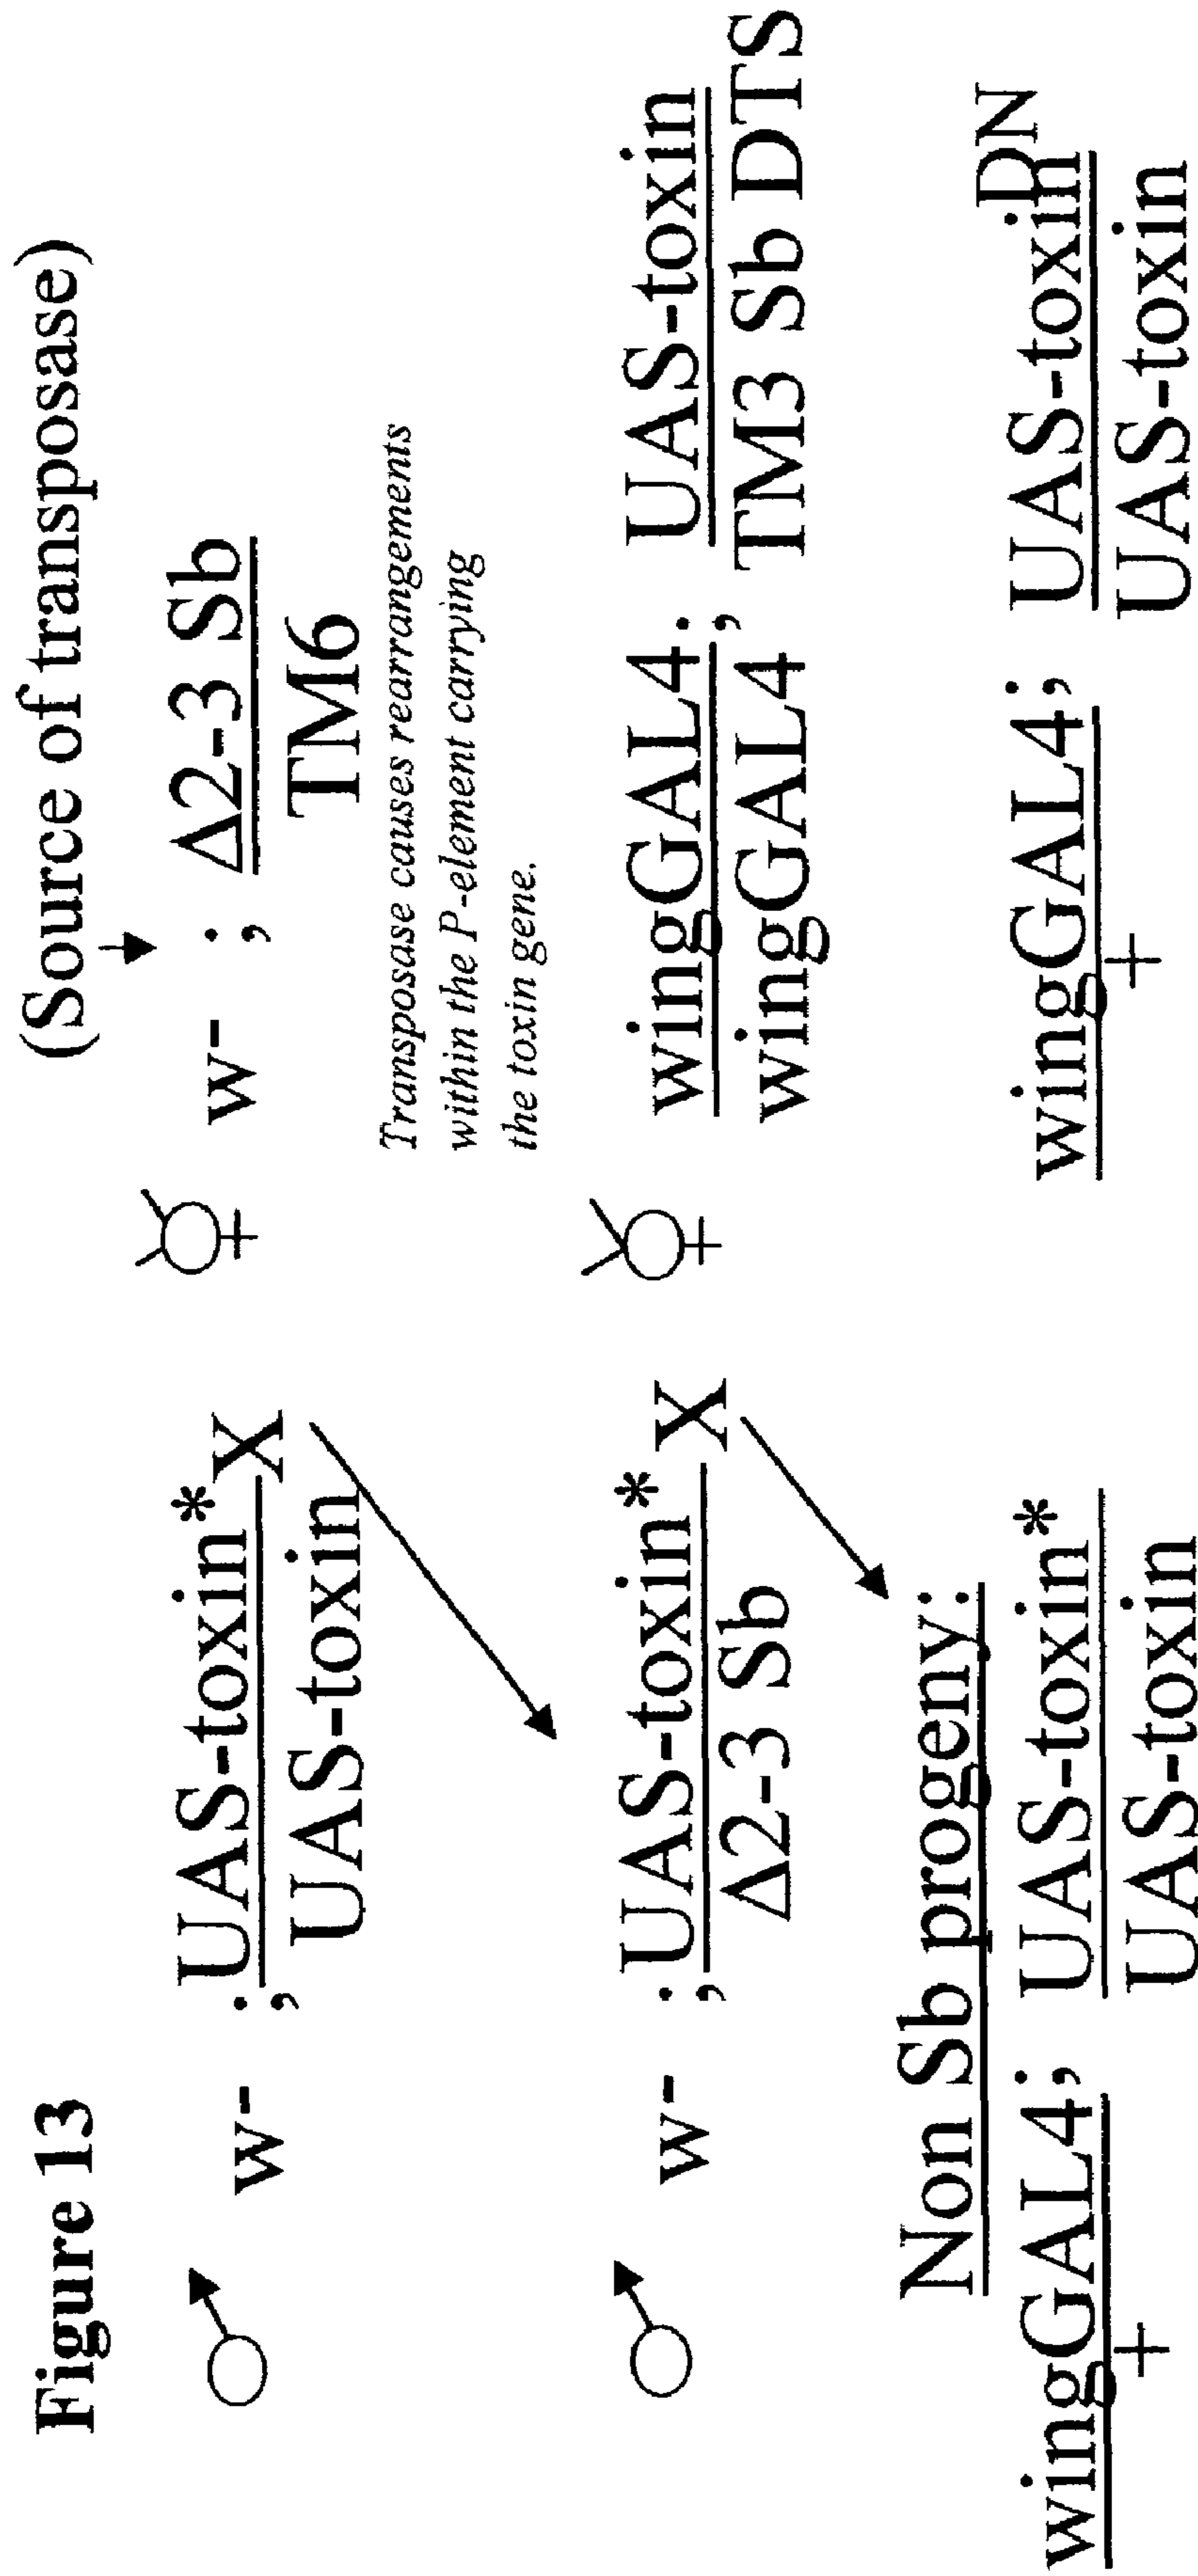 Figure 13
(Source of transposase)
w- ; UAS-toxin* X w- ; Δ2-3 Sb
UAS-toxin TM6
Transposase causes rearrangements
within the P-element carrying
the toxin gene.
w- ; UAS-toxin* X wingGAL4 ; UAS-toxin
Δ2-3 Sb wingGAL4 TM3 Sb DTS
Non Sb progeny:
wingGAL4; UAS-toxin* wingGAL4; UAS-toxin DN
+ UAS-toxin + UAS-toxin